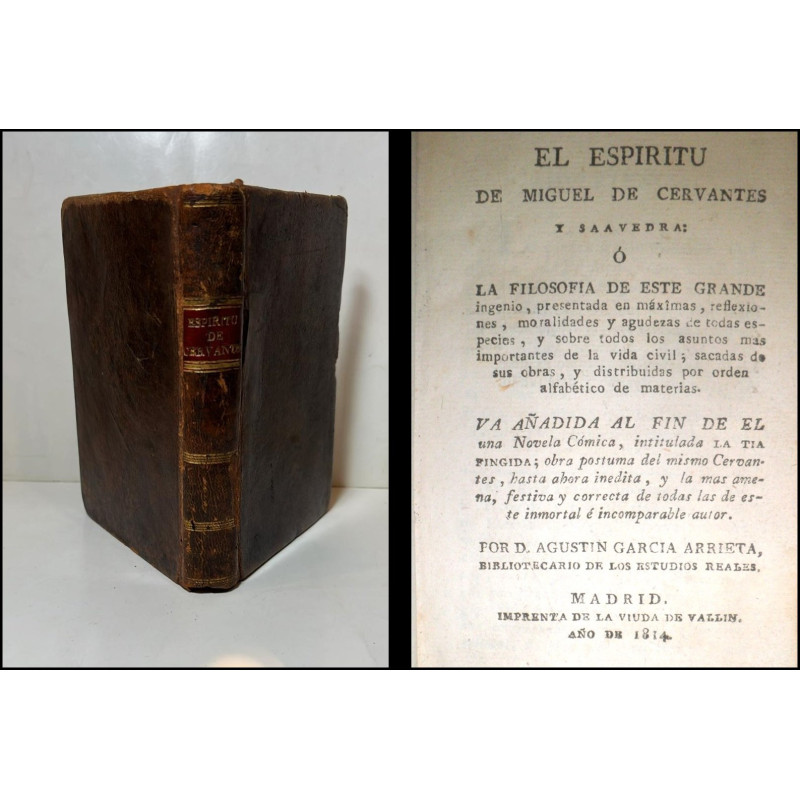 ESPIRITU
DE
CERVANTE
EL ESPIRITU
DE MIGUEL DE CERVANTES
Y SAAVEDRA:
Ó
LA FILOSOFIA DE ESTE GRANDE
ingenio, presentada en máximas, reflexio-
nes, moralidades y agudezas de todas es-
pecies, y sobre todos los asuntos mas
importantes de la vida civil; sacadas de
sus obras, y distribuidas por orden
alfabético de materias.
VA AÑADIDA AL FIN DE EL
una Novela Cómica, intitulada LA TIA
FINGIDA; obra postuma del mismo Cervan-
tes, hasta ahora inedita, y la mas ame-
na, festiva y correcta de todas las de es-
te inmortal é incomparable autor.
POR D. AGUSTIN GARCIA ARRIETA,
BIBLIOTECARIO DE LOS ESTUDIOS REALES.
MADRID.
IMPRENTA DE LA VIUDA DE VALLIN.
AÑO DE 1814.